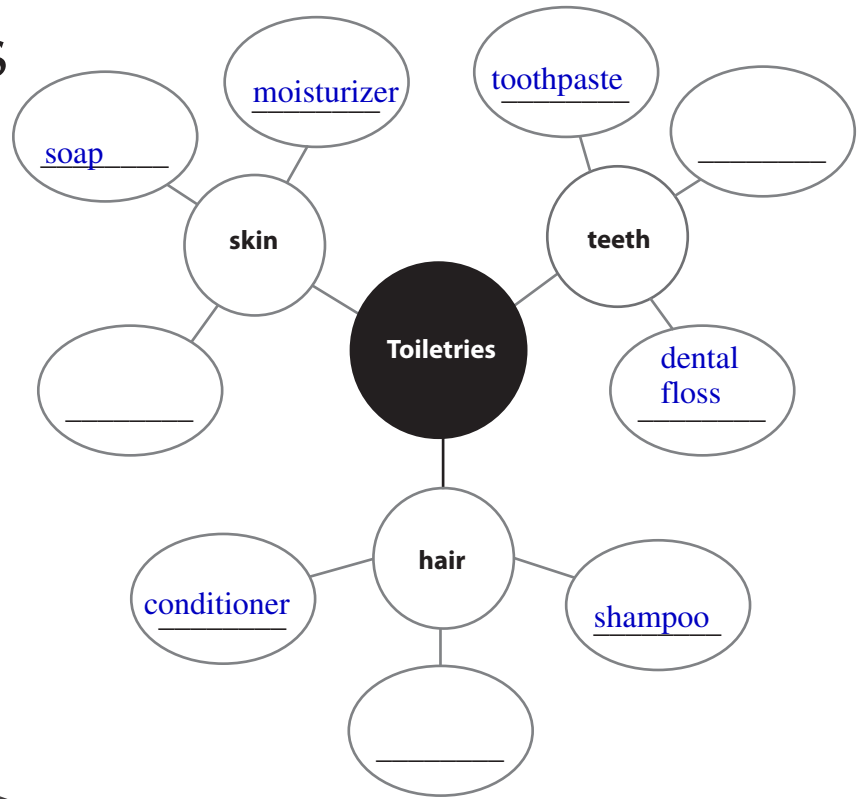 s
moisturizer
toothpaste
soap
skin
teeth
Toiletries
dental
floss
hair
conditioner
shampoo